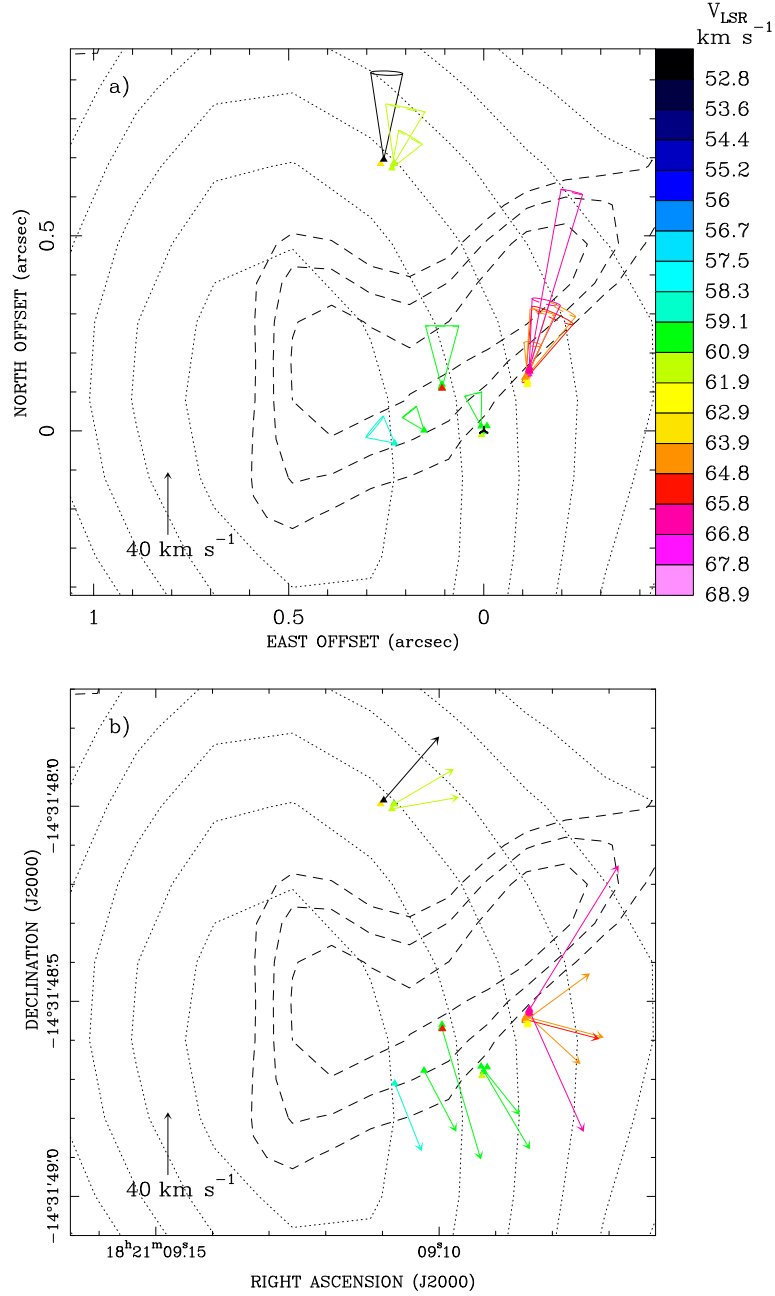 V_LSR
km s⁻¹
a)
52.8
53.6
54.4
55.2
56
56.7
57.5
58.3
59.1
60.9
61.9
62.9
63.9
64.8
65.8
66.8
67.8
68.9
0.5
0
NORTH OFFSET (arcsec)
40 km s⁻¹
1 0.5 0
EAST OFFSET (arcsec)
b)
−14°31′48″.0
−14°31′48″.5
−14°31′49″.0
DECLINATION (J2000)
40 km s⁻¹
18ʰ21ᵐ09ˢ.15 09ˢ.10
RIGHT ASCENSION (J2000)